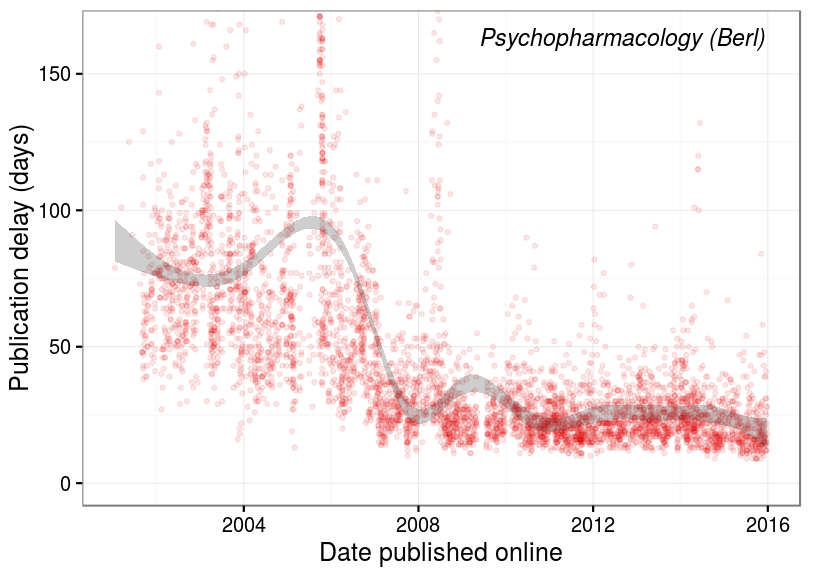 Psychopharmacology (Berl)
Publication delay (days)
150
100
50
0
2004 2008 2012 2016
Date published online